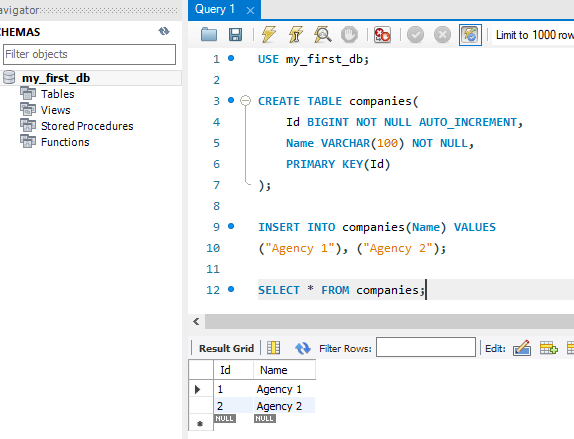 avigator
Query 1
CHEMAS
Filter objects
my_first_db
Tables
Views
Stored Procedures
Functions
Limit to 1000 row
1 USE my_first_db;
2
3 CREATE TABLE companies(
4 Id BIGINT NOT NULL AUTO_INCREMENT,
5 Name VARCHAR(100) NOT NULL,
6 PRIMARY KEY(Id)
7 );
8
9 INSERT INTO companies(Name) VALUES
10 ("Agency 1"), ("Agency 2");
11
12 SELECT * FROM companies;
Result Grid Filter Rows: Edit:
Id Name
1 Agency 1
2 Agency 2
NULL NULL